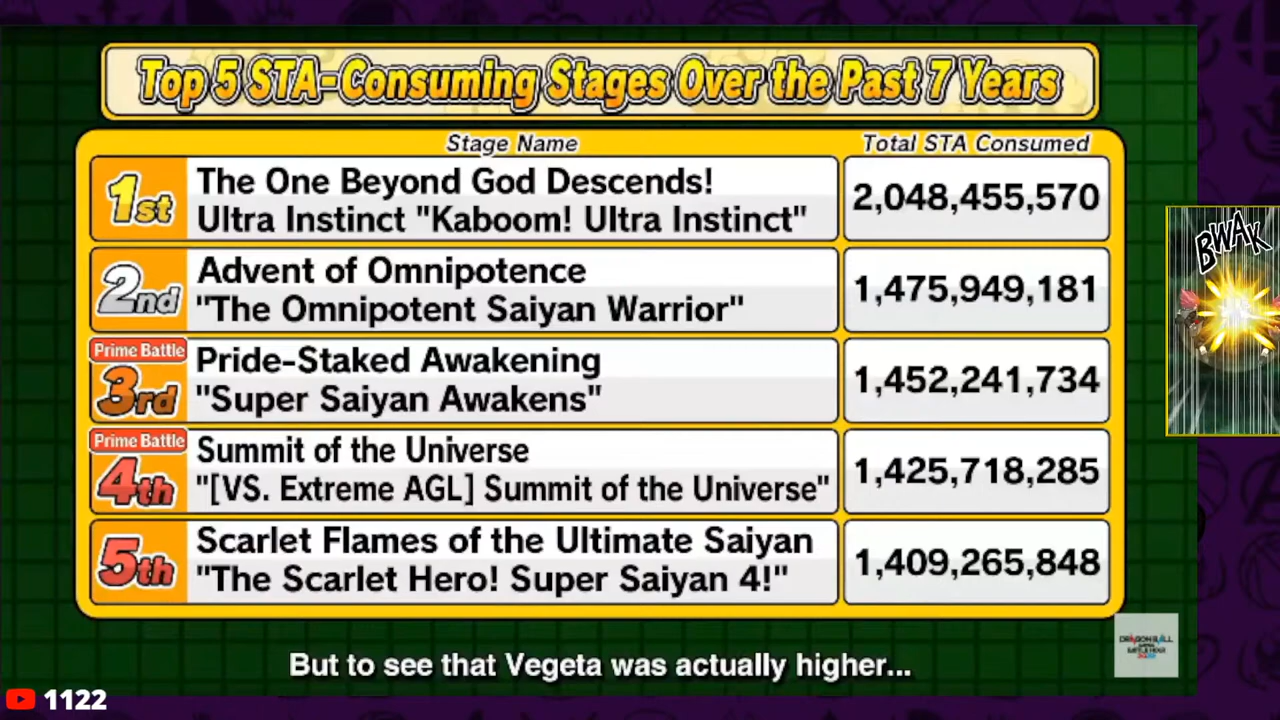 Top 5 STA-Consuming Stages Over the Past 7 Years
Stage Name
Total STA Consumed
1st
The One Beyond God Descends!
Ultra Instinct "Kaboom! Ultra Instinct"
2,048,455,570
2nd
Advent of Omnipotence
"The Omnipotent Saiyan Warrior"
1,475,949,181
Prime Battle
3rd
Pride-Staked Awakening
"Super Saiyan Awakens"
1,452,241,734
Prime Battle
4th
Summit of the Universe
"[VS. Extreme AGL] Summit of the Universe"
1,425,718,285
5th
Scarlet Flames of the Ultimate Saiyan
"The Scarlet Hero! Super Saiyan 4!"
1,409,265,848
BWAK
DRAGON BALL
BATTLE HOUR
But to see that Vegeta was actually higher...
1122